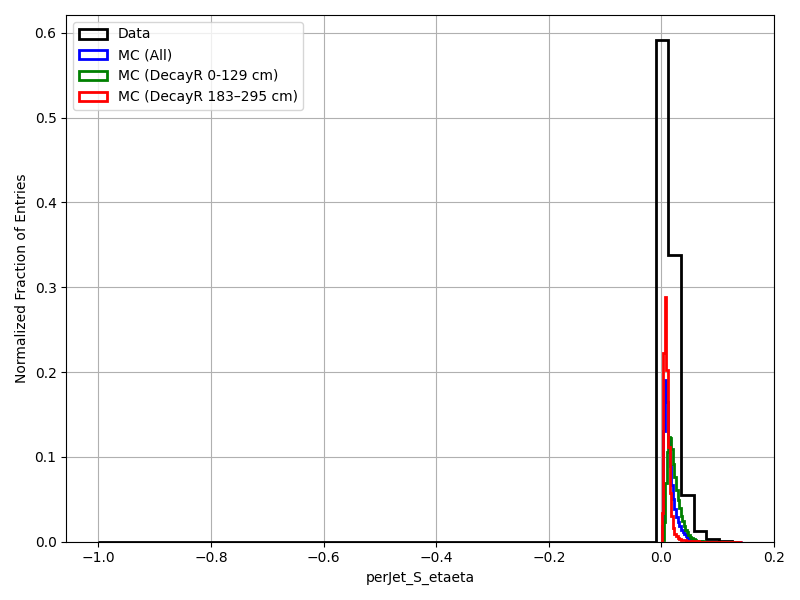 Data
MC (All)
MC (DecayR 0-129 cm)
MC (DecayR 183–295 cm)
Normalized Fraction of Entries
0.6
0.5
0.4
0.3
0.2
0.1
0.0
−1.0 −0.8 −0.6 −0.4 −0.2 0.0 0.2
perJet_S_etaeta